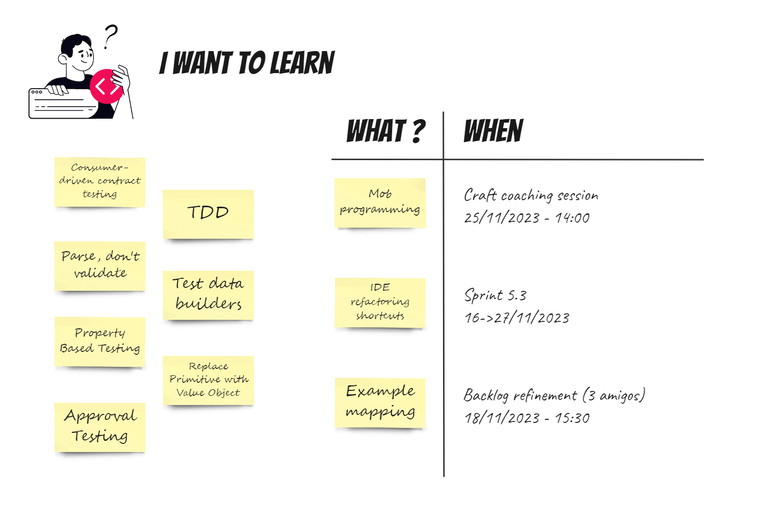 ?
I WANT TO LEARN
WHAT ?
WHEN
Consumer-
driven contract
testing
TDD
Parse, don't
validate
Test data
builders
Property
Based Testing
Replace
Primitive with
Value Object
Approval
Testing
Mob
programming
Craft coaching session
25/11/2023 - 14:00
IDE
refactoring
shortcuts
Sprint 5.3
16->27/11/2023
Example
mapping
Backlog refinement (3 amigos)
18/11/2023 - 15:30